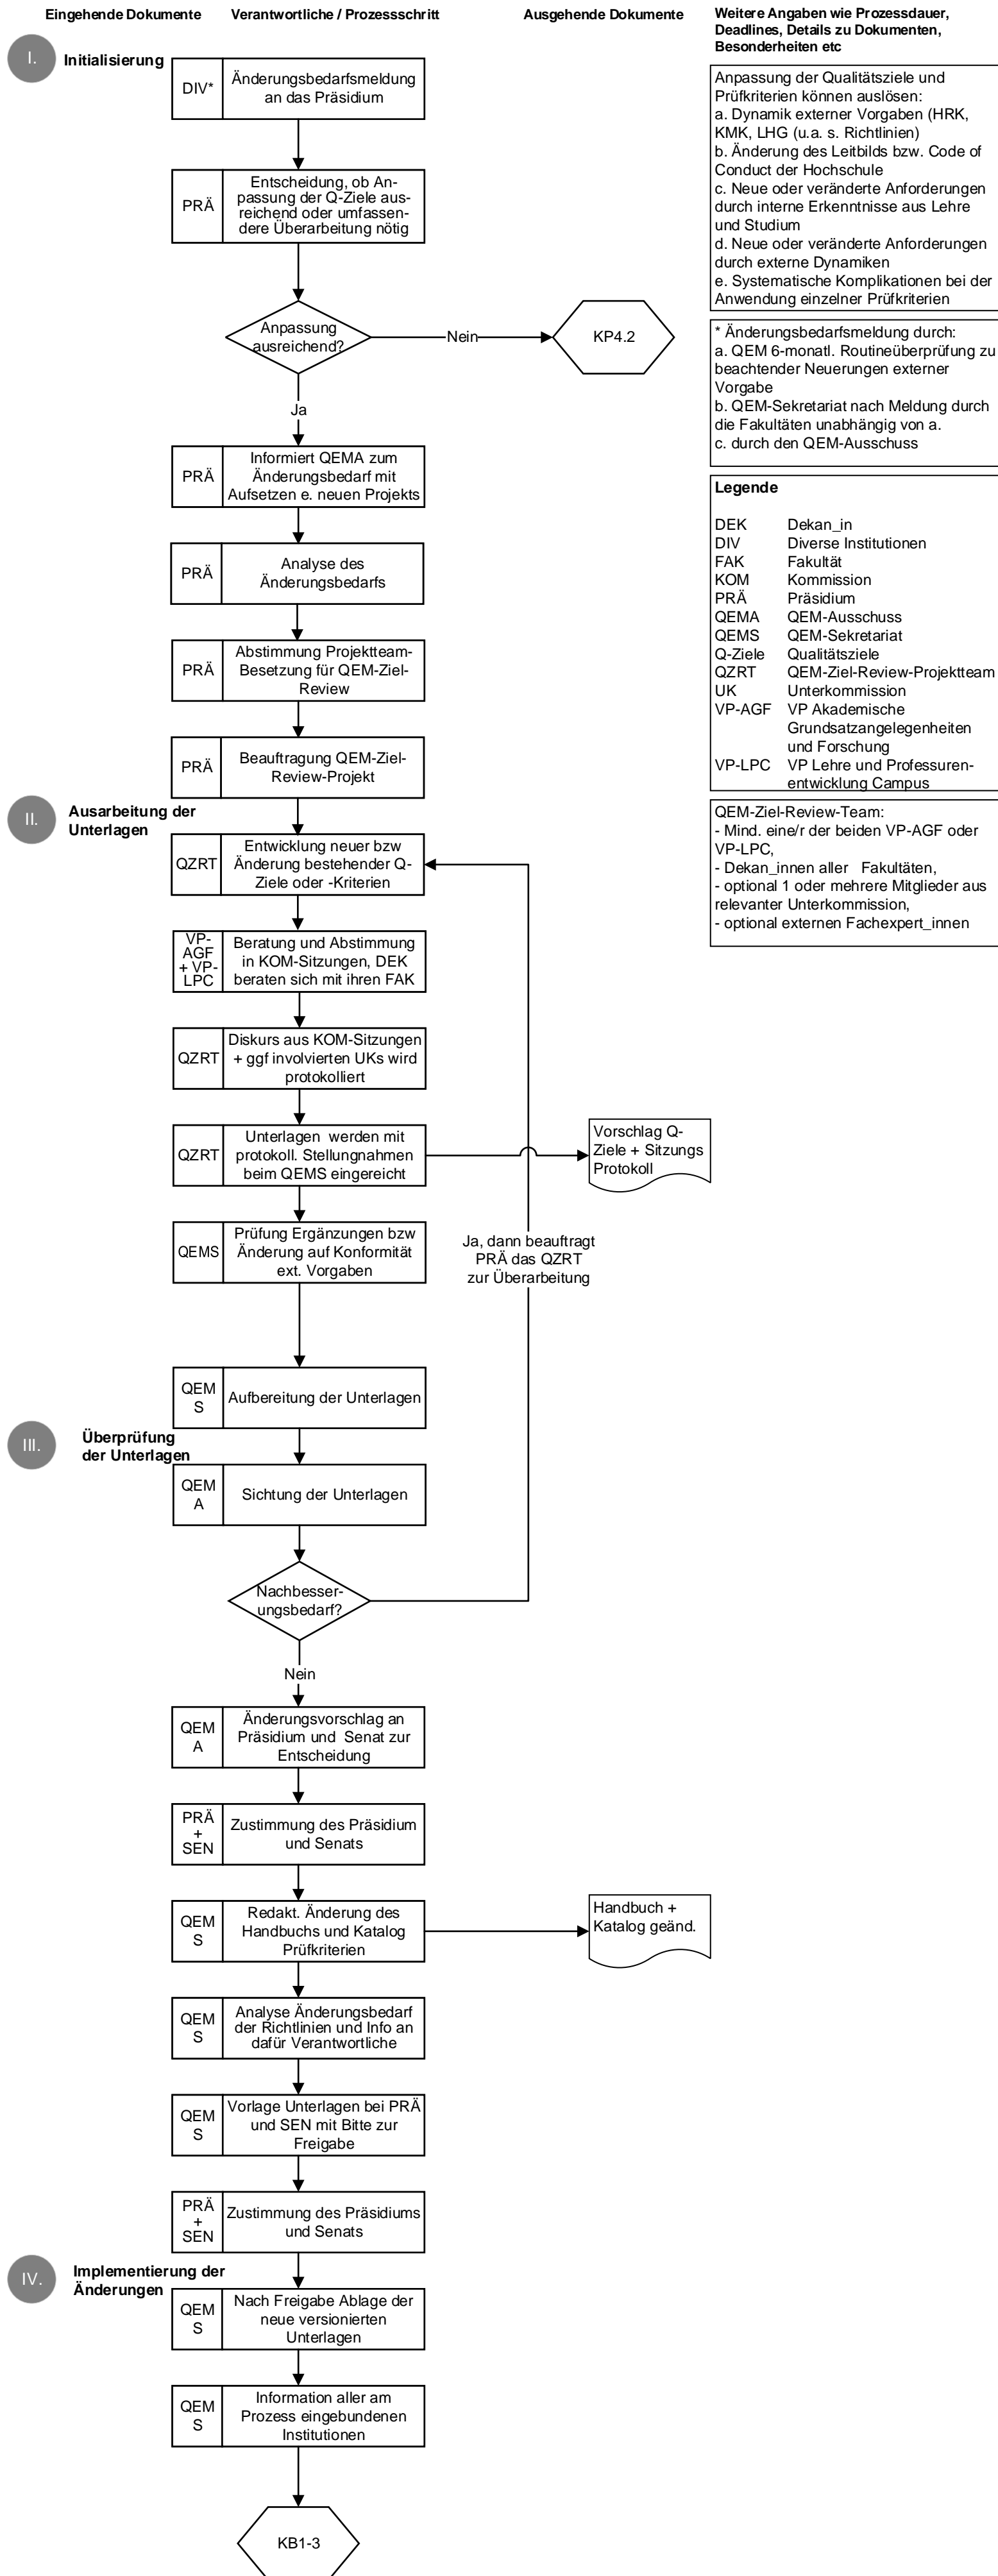 Eingehende Dokumente
Verantwortliche / Prozessschritt
Ausgehende Dokumente
Weitere Angaben wie Prozessdauer,
Deadlines, Details zu Dokumenten,
Besonderheiten etc
I.
Initialisierung
DIV*
Änderungsbedarfsmeldung
an das Präsidium
PRÄ
Entscheidung, ob An-
passung der Q-Ziele aus-
reichend oder umfassen-
dere Überarbeitung nötig
Anpassung
ausreichend?
Nein
KP4.2
Ja
PRÄ
Informiert QEMA zum
Änderungsbedarf mit
Aufsetzen e. neuen Projekts
PRÄ
Analyse des
Änderungsbedarfs
PRÄ
Abstimmung Projektteam-
Besetzung für QEM-Ziel-
Review
PRÄ
Beauftragung QEM-Ziel-
Review-Projekt
II.
Ausarbeitung der
Unterlagen
QZRT
Entwicklung neuer bzw
Änderung bestehender Q-
Ziele oder -Kriterien
VP-
AGF
+ VP-
LPC
Beratung und Abstimmung
in KOM-Sitzungen, DEK
beraten sich mit ihren FAK
QZRT
Diskurs aus KOM-Sitzungen
+ ggf involvierten UKs wird
protokolliert
QZRT
Unterlagen  werden mit
protokoll. Stellungnahmen
beim QEMS eingereicht
Vorschlag Q-
Ziele + Sitzungs
Protokoll
QEMS
Prüfung Ergänzungen bzw
Änderung auf Konformität
ext. Vorgaben
Ja, dann beauftragt
PRÄ das QZRT
zur Überarbeitung
QEM
S
Aufbereitung der Unterlagen
III.
Überprüfung
der Unterlagen
QEM
A
Sichtung der Unterlagen
Nachbesser-
ungsbedarf?
Nein
QEM
A
Änderungsvorschlag an
Präsidium und  Senat zur
Entscheidung
PRÄ
+
SEN
Zustimmung des Präsidium
und Senats
QEM
S
Redakt. Änderung des
Handbuchs und Katalog
Prüfkriterien
Handbuch +
Katalog geänd.
QEM
S
Analyse Änderungsbedarf
der Richtlinien und Info an
dafür Verantwortliche
QEM
S
Vorlage Unterlagen bei PRÄ
und SEN mit Bitte zur
Freigabe
PRÄ
+
SEN
Zustimmung des Präsidiums
und Senats
IV.
Implementierung der
Änderungen
QEM
S
Nach Freigabe Ablage der
neue versionierten
Unterlagen
QEM
S
Information aller am
Prozess eingebundenen
Institutionen
KB1-3
Anpassung der Qualitätsziele und
Prüfkriterien können auslösen:
a. Dynamik externer Vorgaben (HRK,
KMK, LHG (u.a. s. Richtlinien)
b. Änderung des Leitbilds bzw. Code of
Conduct der Hochschule
c. Neue oder veränderte Anforderungen
durch interne Erkenntnisse aus Lehre
und Studium
d. Neue oder veränderte Anforderungen
durch externe Dynamiken
e. Systematische Komplikationen bei der
Anwendung einzelner Prüfkriterien
* Änderungsbedarfsmeldung durch:
a. QEM 6-monatl. Routineüberprüfung zu
beachtender Neuerungen externer
Vorgabe
b. QEM-Sekretariat nach Meldung durch
die Fakultäten unabhängig von a.
c. durch den QEM-Ausschuss
Legende
DEK Dekan_in
DIV Diverse Institutionen
FAK Fakultät
KOM Kommission
PRÄ Präsidium
QEMA QEM-Ausschuss
QEMS QEM-Sekretariat
Q-Ziele Qualitätsziele
QZRT QEM-Ziel-Review-Projektteam
UK Unterkommission
VP-AGF VP Akademische
Grundsatzangelegenheiten
und Forschung
VP-LPC VP Lehre und Professuren-
entwicklung Campus
QEM-Ziel-Review-Team:
- Mind. eine/r der beiden VP-AGF oder
VP-LPC,
- Dekan_innen aller   Fakultäten,
- optional 1 oder mehrere Mitglieder aus
relevanter Unterkommission,
- optional externen Fachexpert_innen